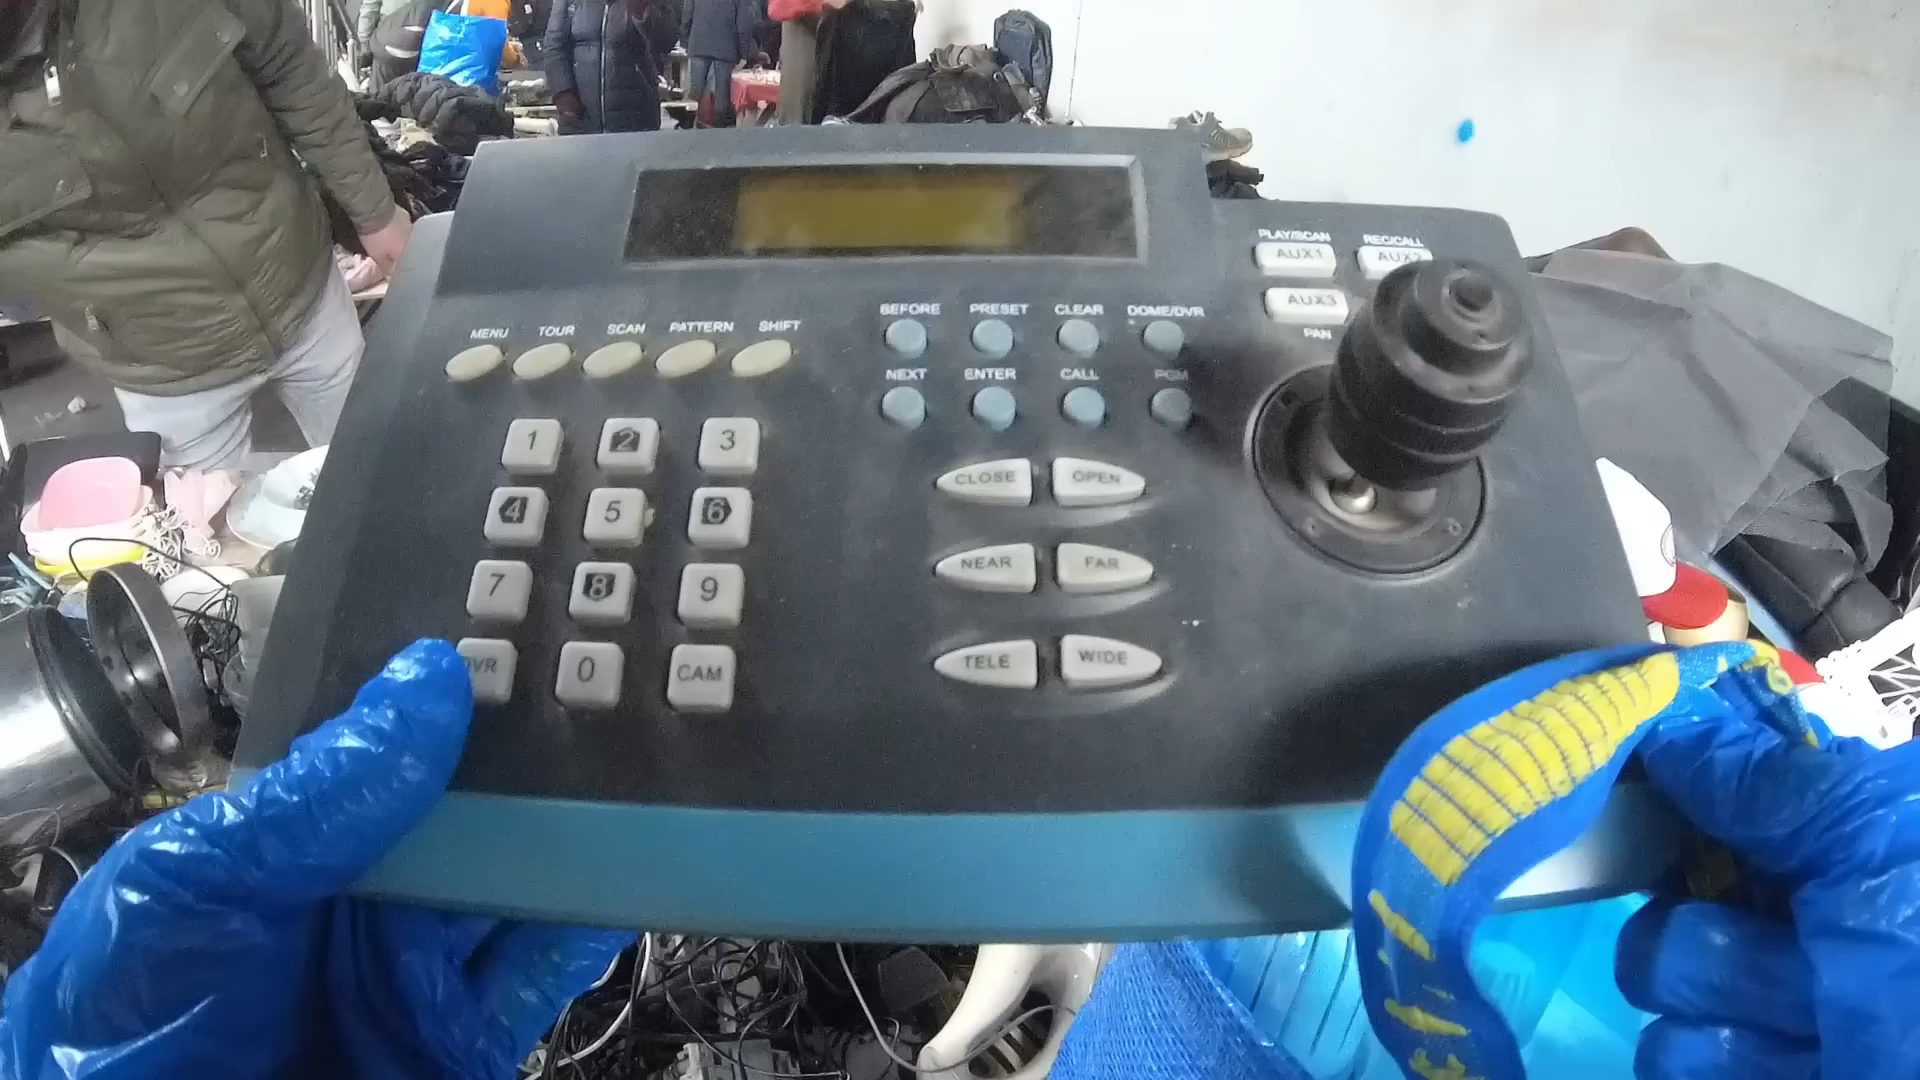 PLAY/SCAN REC/CALL
AUX1 AUX2
AUX3
PAN
MENU TOUR SCAN PATTERN SHIFT
BEFORE PRESET CLEAR DOME/DVR
NEXT ENTER CALL PGM
1 2 3
4 5 6
7 8 9
DVR 0 CAM
CLOSE OPEN
NEAR FAR
TELE WIDE